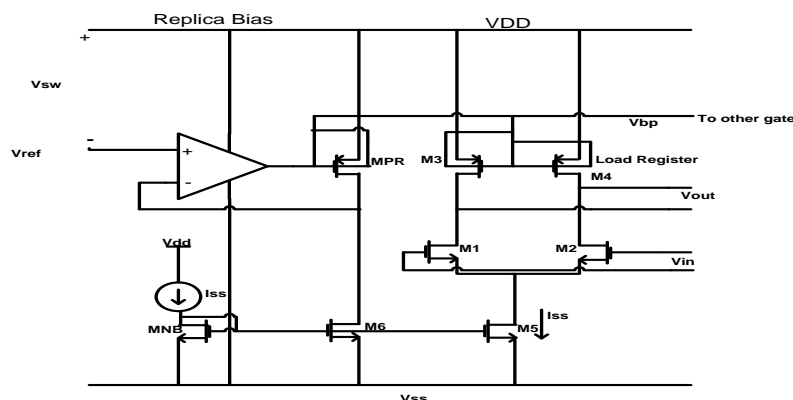 Replica Bias
VDD
+
Vsw
Vbp
To other gate
-
Vref
+
MPR
M3
Load Register
-
M4
Vout
M1
M2
Vdd
Vin
Iss
Iss
MNB
M6
M5
Vss